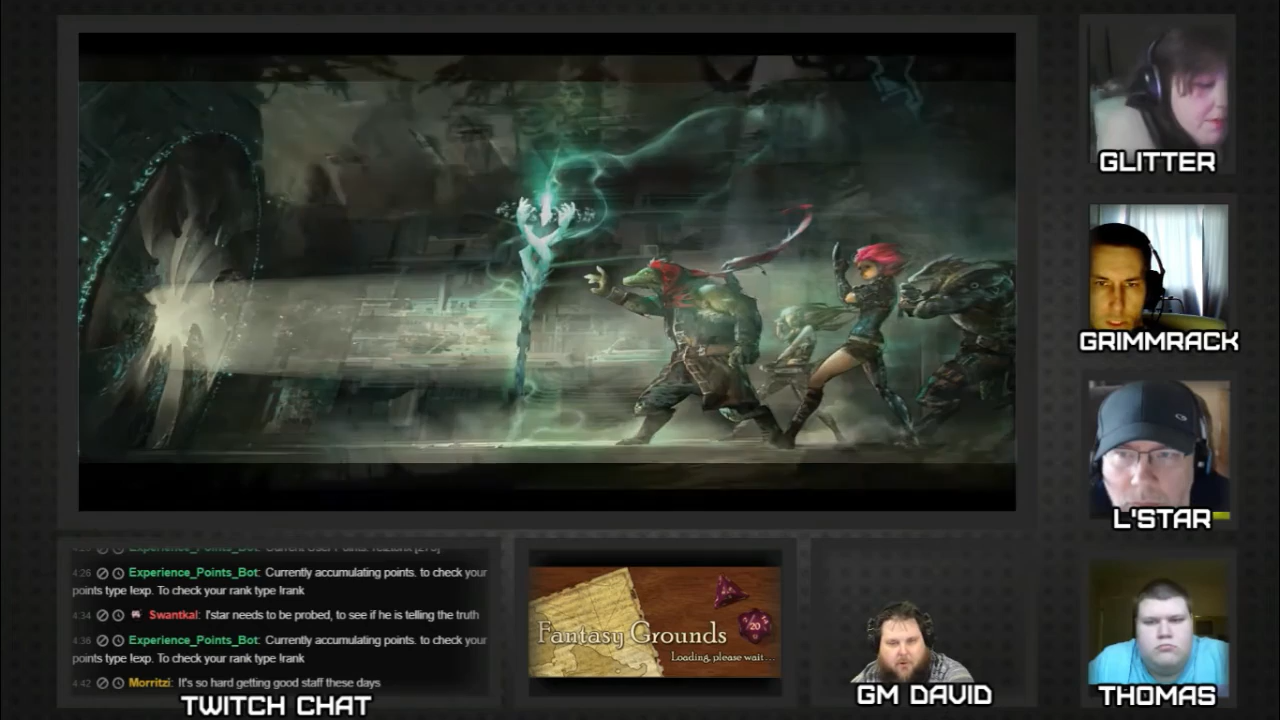 GLITTER
GRIMMRACK
L'STAR
THOMAS
4:26 Experience_Points_Bot: Currently accumulating points. to check your
points type !exp. To check your rank type !rank
4:34 Swantkal: l'star needs to be probed, to see if he is telling the truth
4:36 Experience_Points_Bot: Currently accumulating points. to check your
points type !exp. To check your rank type !rank
4:42 Morritzi: It's so hard getting good staff these days
TWITCH CHAT
Fantasy Grounds
20
Loading, please wait...
GM DAVID